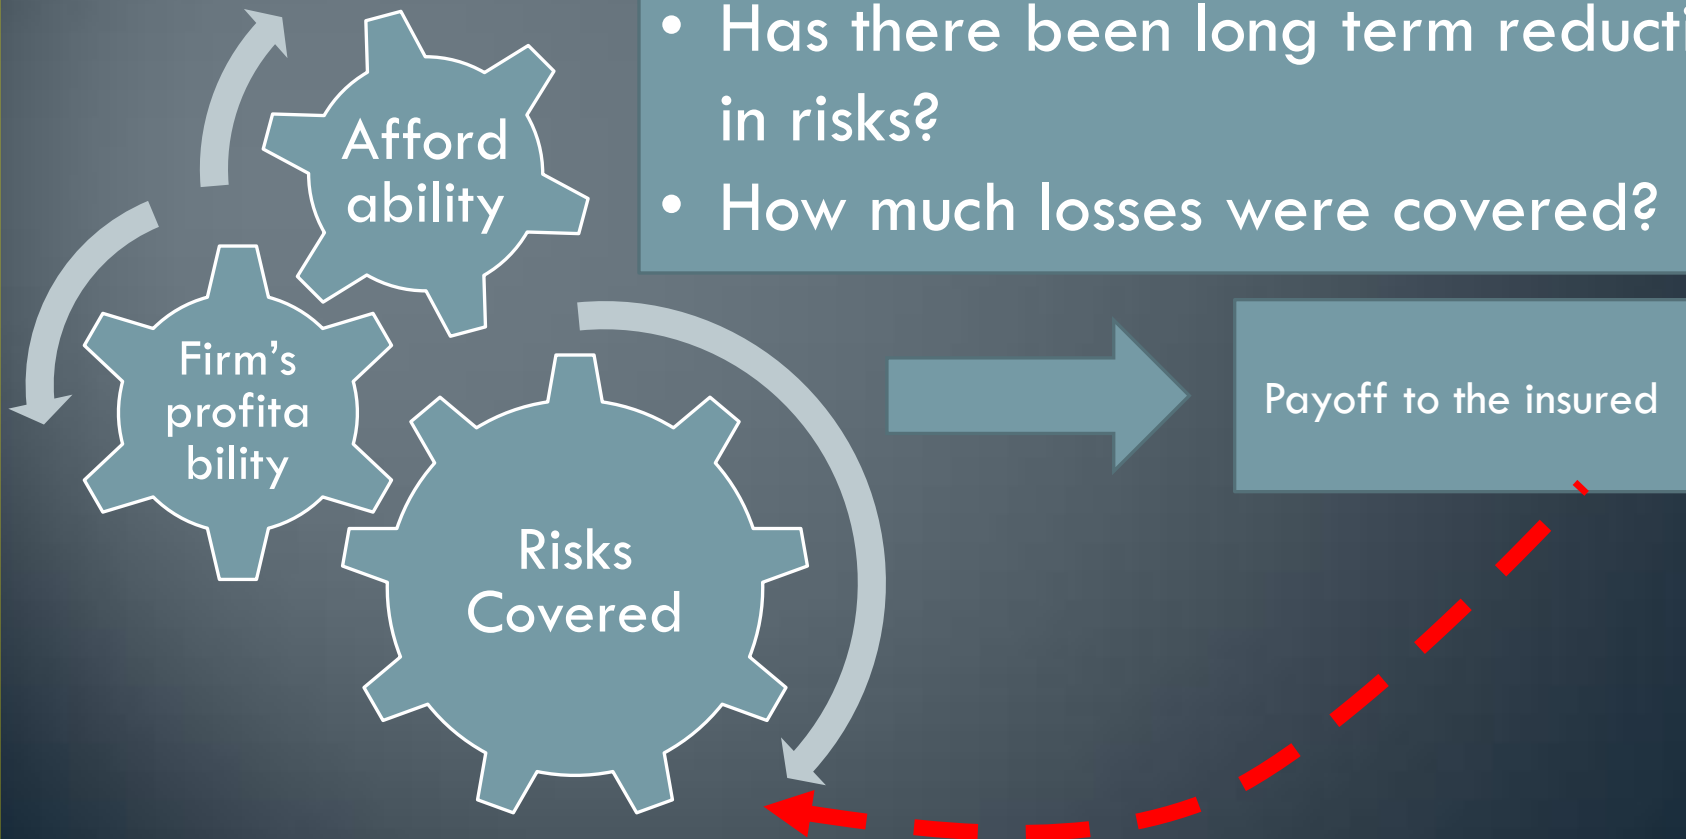 • Has there been long term reducti
in risks?
• How much losses were covered?
Afford
ability
Firm's
profita
bility
Risks
Covered
Payoff to the insured